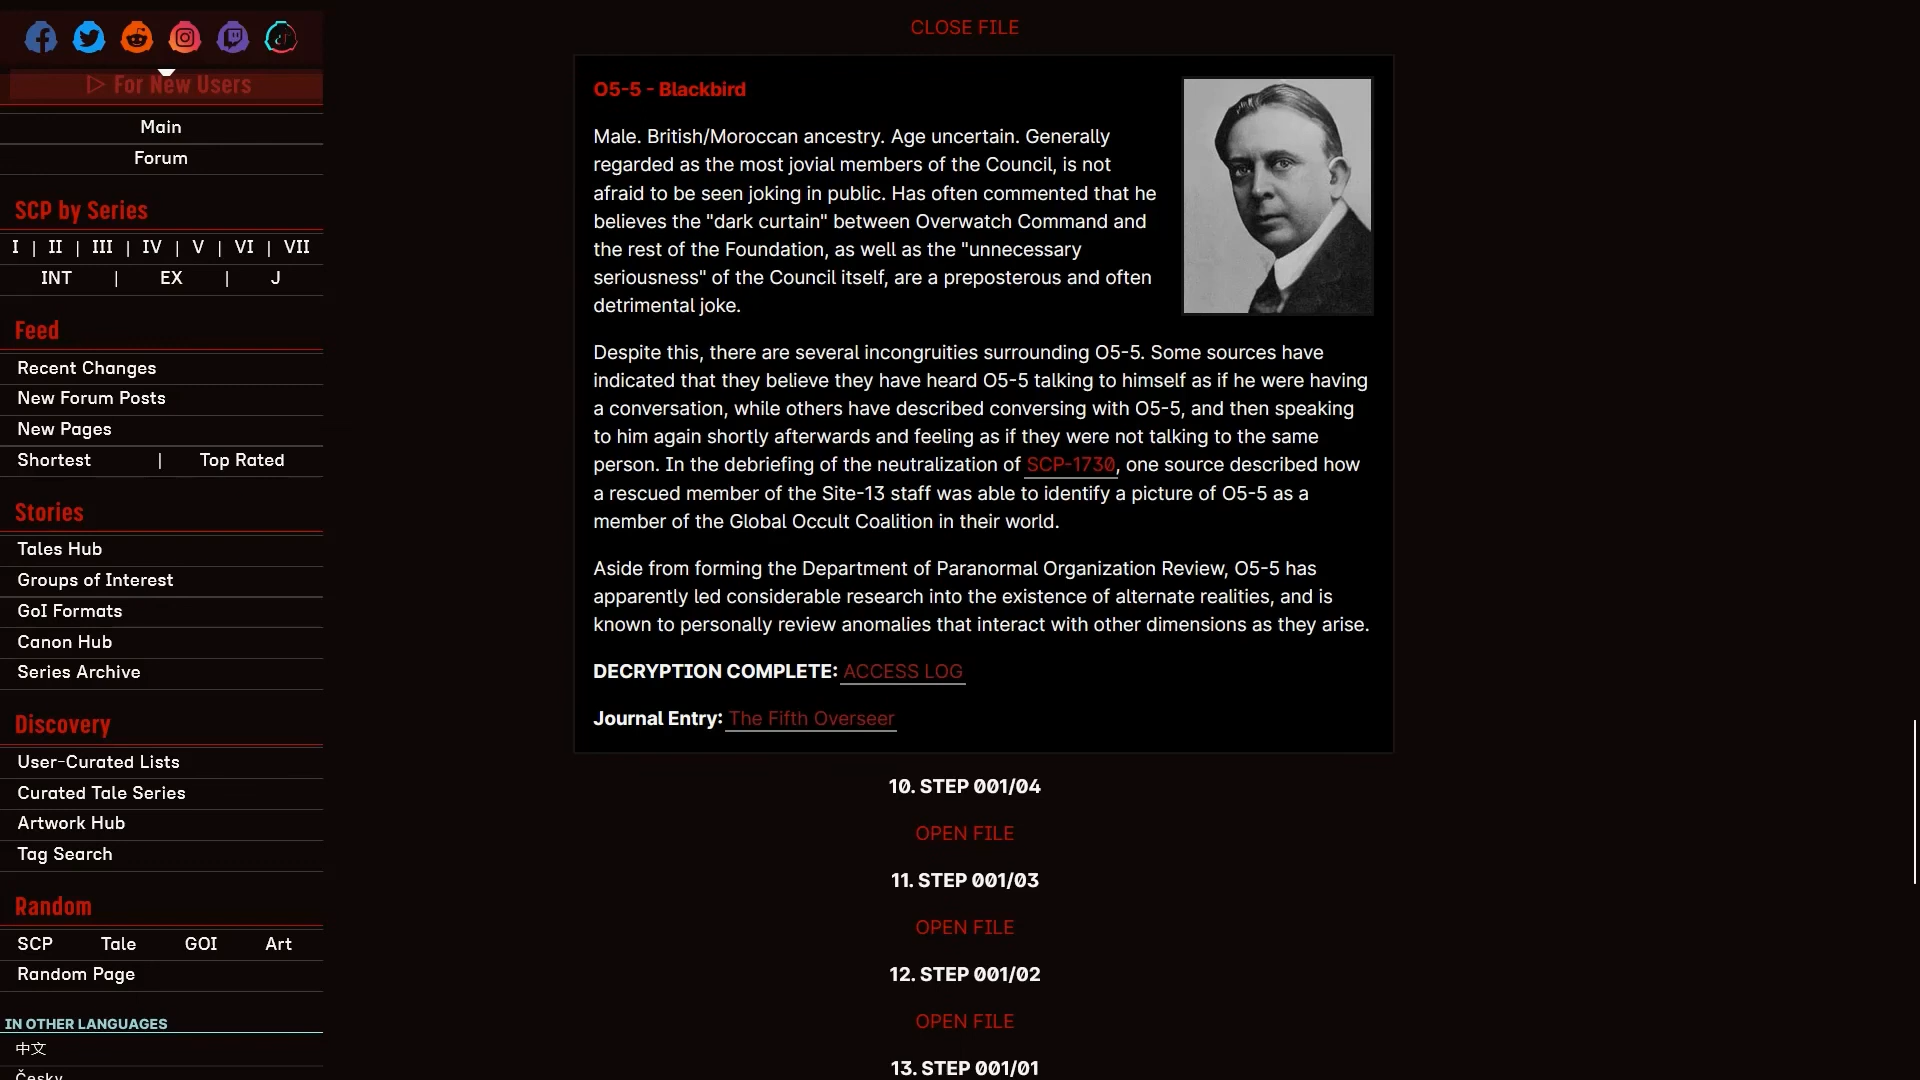 ▷ For New Users
Main
Forum
SCP by Series
I | II | III | IV | V | VI | VII
INT | EX | J
Feed
Recent Changes
New Forum Posts
New Pages
Shortest | Top Rated
Stories
Tales Hub
Groups of Interest
GoI Formats
Canon Hub
Series Archive
Discovery
User-Curated Lists
Curated Tale Series
Artwork Hub
Tag Search
Random
SCP Tale GOI Art
Random Page
IN OTHER LANGUAGES
中文
Česky
CLOSE FILE
O5-5 - Blackbird
Male. British/Moroccan ancestry. Age uncertain. Generally
regarded as the most jovial members of the Council, is not
afraid to be seen joking in public. Has often commented that he
believes the "dark curtain" between Overwatch Command and
the rest of the Foundation, as well as the "unnecessary
seriousness" of the Council itself, are a preposterous and often
detrimental joke.
Despite this, there are several incongruities surrounding O5-5. Some sources have
indicated that they believe they have heard O5-5 talking to himself as if he were having
a conversation, while others have described conversing with O5-5, and then speaking
to him again shortly afterwards and feeling as if they were not talking to the same
person. In the debriefing of the neutralization of SCP-1730, one source described how
a rescued member of the Site-13 staff was able to identify a picture of O5-5 as a
member of the Global Occult Coalition in their world.
Aside from forming the Department of Paranormal Organization Review, O5-5 has
apparently led considerable research into the existence of alternate realities, and is
known to personally review anomalies that interact with other dimensions as they arise.
DECRYPTION COMPLETE: ACCESS LOG
Journal Entry: The Fifth Overseer
10. STEP 001/04
OPEN FILE
11. STEP 001/03
OPEN FILE
12. STEP 001/02
OPEN FILE
13. STEP 001/01